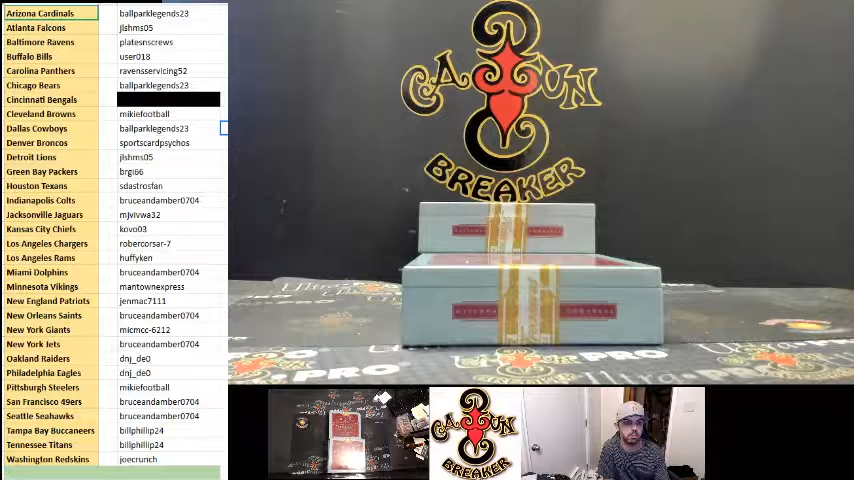 Arizona Cardinals ballparklegends23
Atlanta Falcons jlshms05
Baltimore Ravens platesnscrews
Buffalo Bills user018
Carolina Panthers ravensservicing52
Chicago Bears ballparklegends23
Cincinnati Bengals
Cleveland Browns mikiefootball
Dallas Cowboys ballparklegends23
Denver Broncos sportscardpsychos
Detroit Lions jlshms05
Green Bay Packers brgi66
Houston Texans sdastrosfan
Indianapolis Colts bruceandamber0704
Jacksonville Jaguars mjvivwa32
Kansas City Chiefs kovo03
Los Angeles Chargers robercorsar-7
Los Angeles Rams huffyken
Miami Dolphins bruceandamber0704
Minnesota Vikings mantownexpress
New England Patriots jenmac7111
New Orleans Saints bruceandamber0704
New York Giants micmcc-6212
New York Jets bruceandamber0704
Oakland Raiders dnj_de0
Philadelphia Eagles dnj_de0
Pittsburgh Steelers mikiefootball
San Francisco 49ers bruceandamber0704
Seattle Seahawks bruceandamber0704
Tampa Bay Buccaneers billphillip24
Tennessee Titans billphillip24
Washington Redskins joecrunch
CAJUN
BREAKER
PRO
PRO
CAJUN
BREAKER